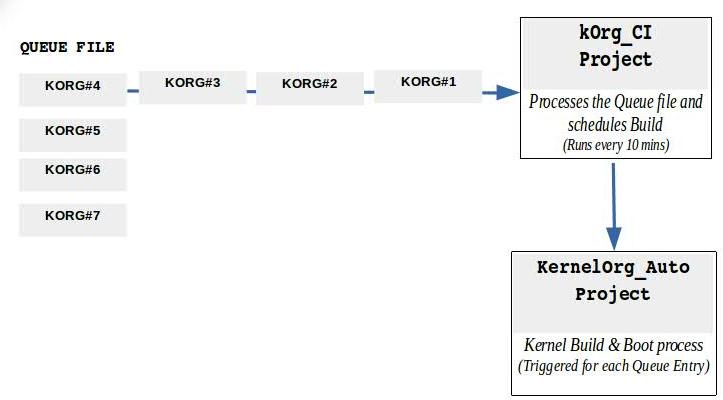 QUEUE FILE
KORG#4
KORG#3
KORG#2
KORG#1
KORG#5
KORG#6
KORG#7
kOrg_CI
Project
Processes the Queue file and
schedules Build
(Runs every 10 mins)
KernelOrg_Auto
Project
Kernel Build & Boot process
(Triggered for each Queue Entry)